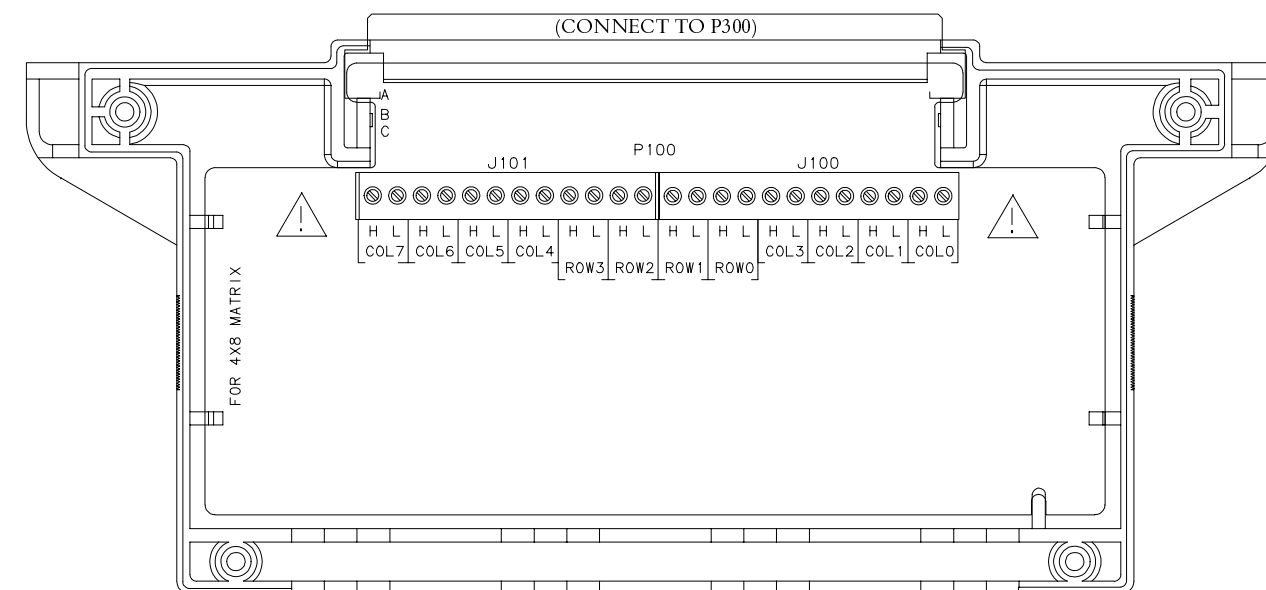 (CONNECT TO P300)
A
B
C
J101 P100 J100
! !
H L H L H L H L H L H L H L H L H L H L H L H L
COL7 COL6 COL5 COL4 ROW3 ROW2 ROW1 ROW0 COL3 COL2 COL1 COL0
FOR 4X8 MATRIX